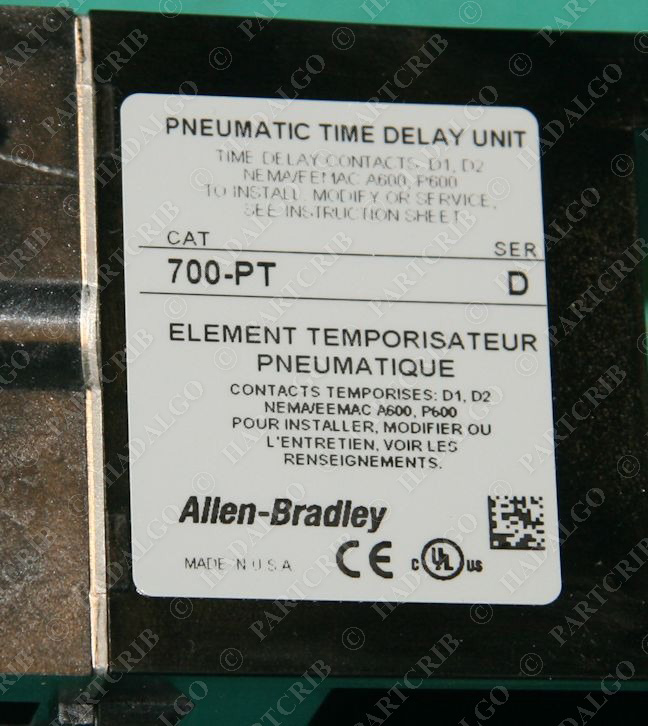 PNEUMATIC TIME DELAY UNIT
TIME DELAY CONTACTS: D1, D2
NEMA/EEMAC A600, P600
TO INSTALL, MODIFY OR SERVICE,
SEE INSTRUCTION SHEET
CAT SER
700-PT D
ELEMENT TEMPORISATEUR
PNEUMATIQUE
CONTACTS TEMPORISES: D1, D2
NEMA/EEMAC A600, P600
POUR INSTALLER, MODIFIER OU
L'ENTRETIEN, VOIR LES
RENSEIGNEMENTS.
Allen-Bradley
MADE IN U.S.A.
CE c UL us
© PARTCRIB
HADALGO